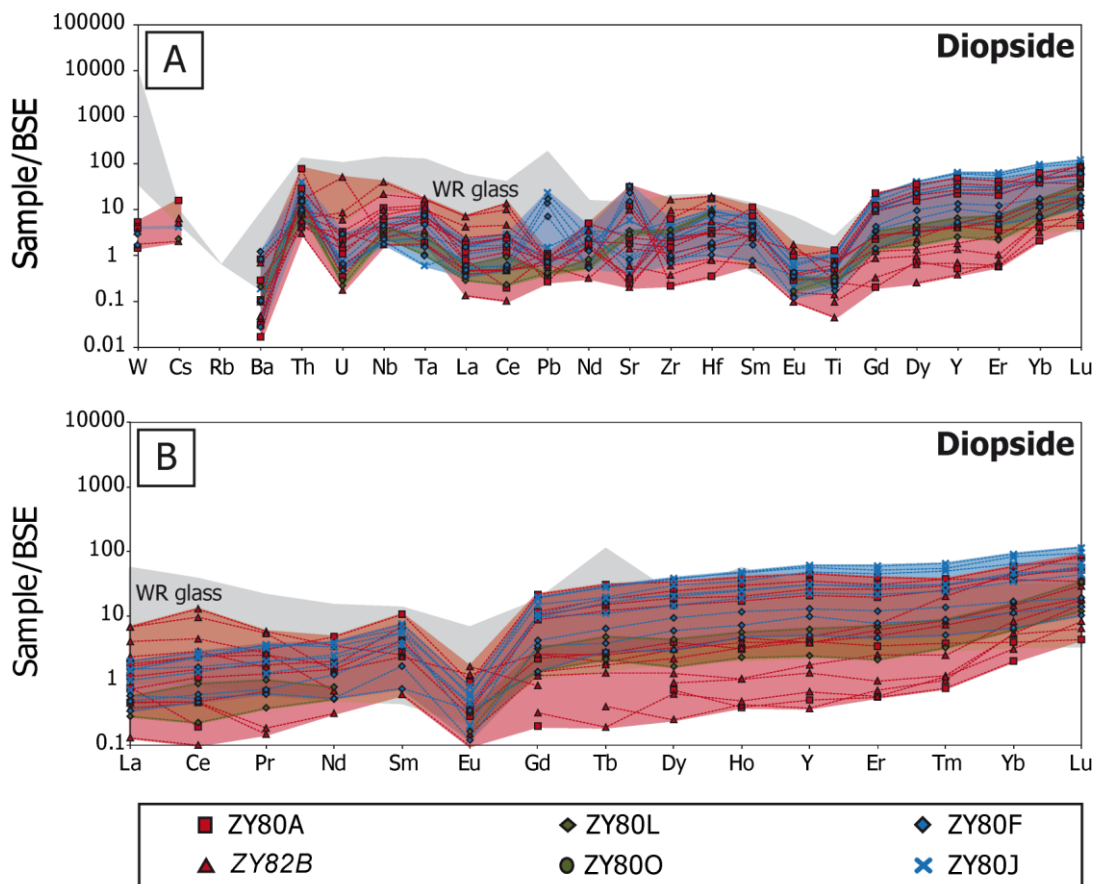 A
Diopside
Sample/BSE
100000
10000
1000
100
10
1
0.1
0.01
WR glass
W Cs Rb Ba Th U Nb Ta La Ce Pb Nd Sr Zr Hf Sm Eu Ti Gd Dy Y Er Yb Lu
B
Diopside
Sample/BSE
10000
1000
100
10
1
0.1
WR glass
La Ce Pr Nd Sm Eu Gd Tb Dy Ho Y Er Tm Yb Lu
ZY80A ZY80L ZY80F
ZY82B ZY80O ZY80J